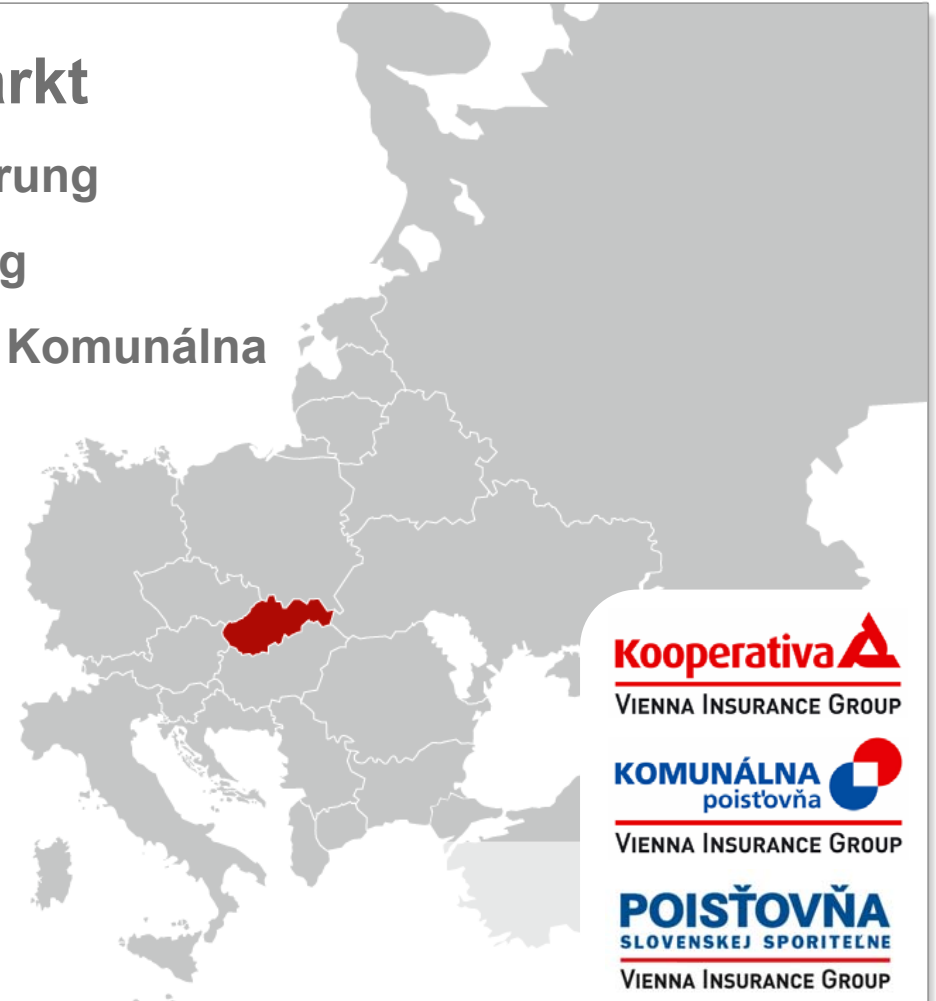 arkt
rung
g
Komunálna
Kooperativa
VIENNA INSURANCE GROUP
KOMUNÁLNA
poisťovňa
VIENNA INSURANCE GROUP
POISŤOVŇA
SLOVENSKEJ SPORITEĽNE
VIENNA INSURANCE GROUP